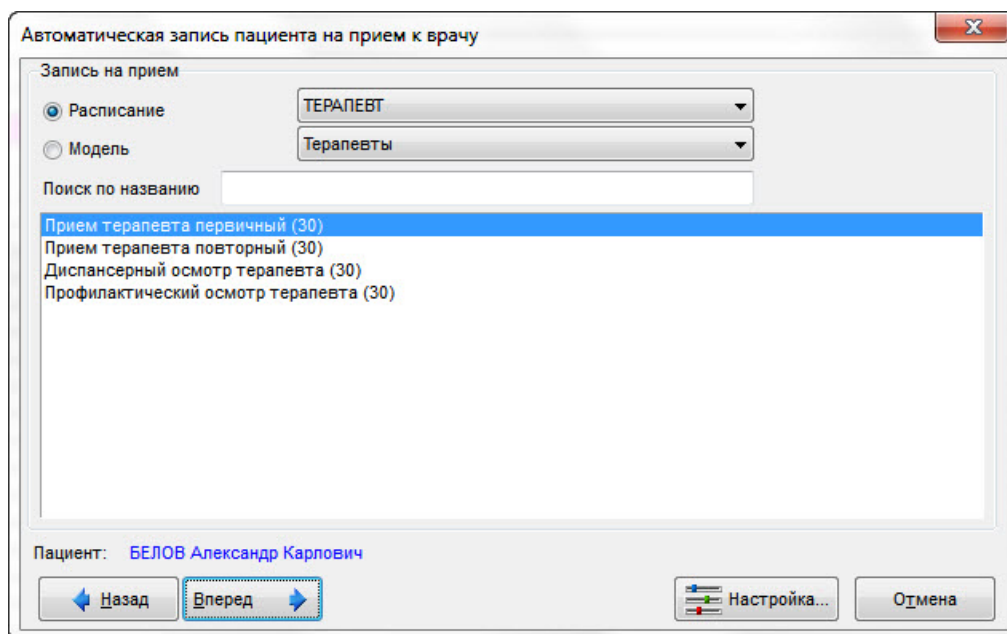 Автоматическая запись пациента на прием к врачу
Запись на прием
Расписание ТЕРАПЕВТ
Модель Терапевты
Поиск по названию
Прием терапевта первичный (30)
Прием терапевта повторный (30)
Диспансерный осмотр терапевта (30)
Профилактический осмотр терапевта (30)
Пациент: БЕЛОВ Александр Карлович
Назад Вперед Настройка... Отмена